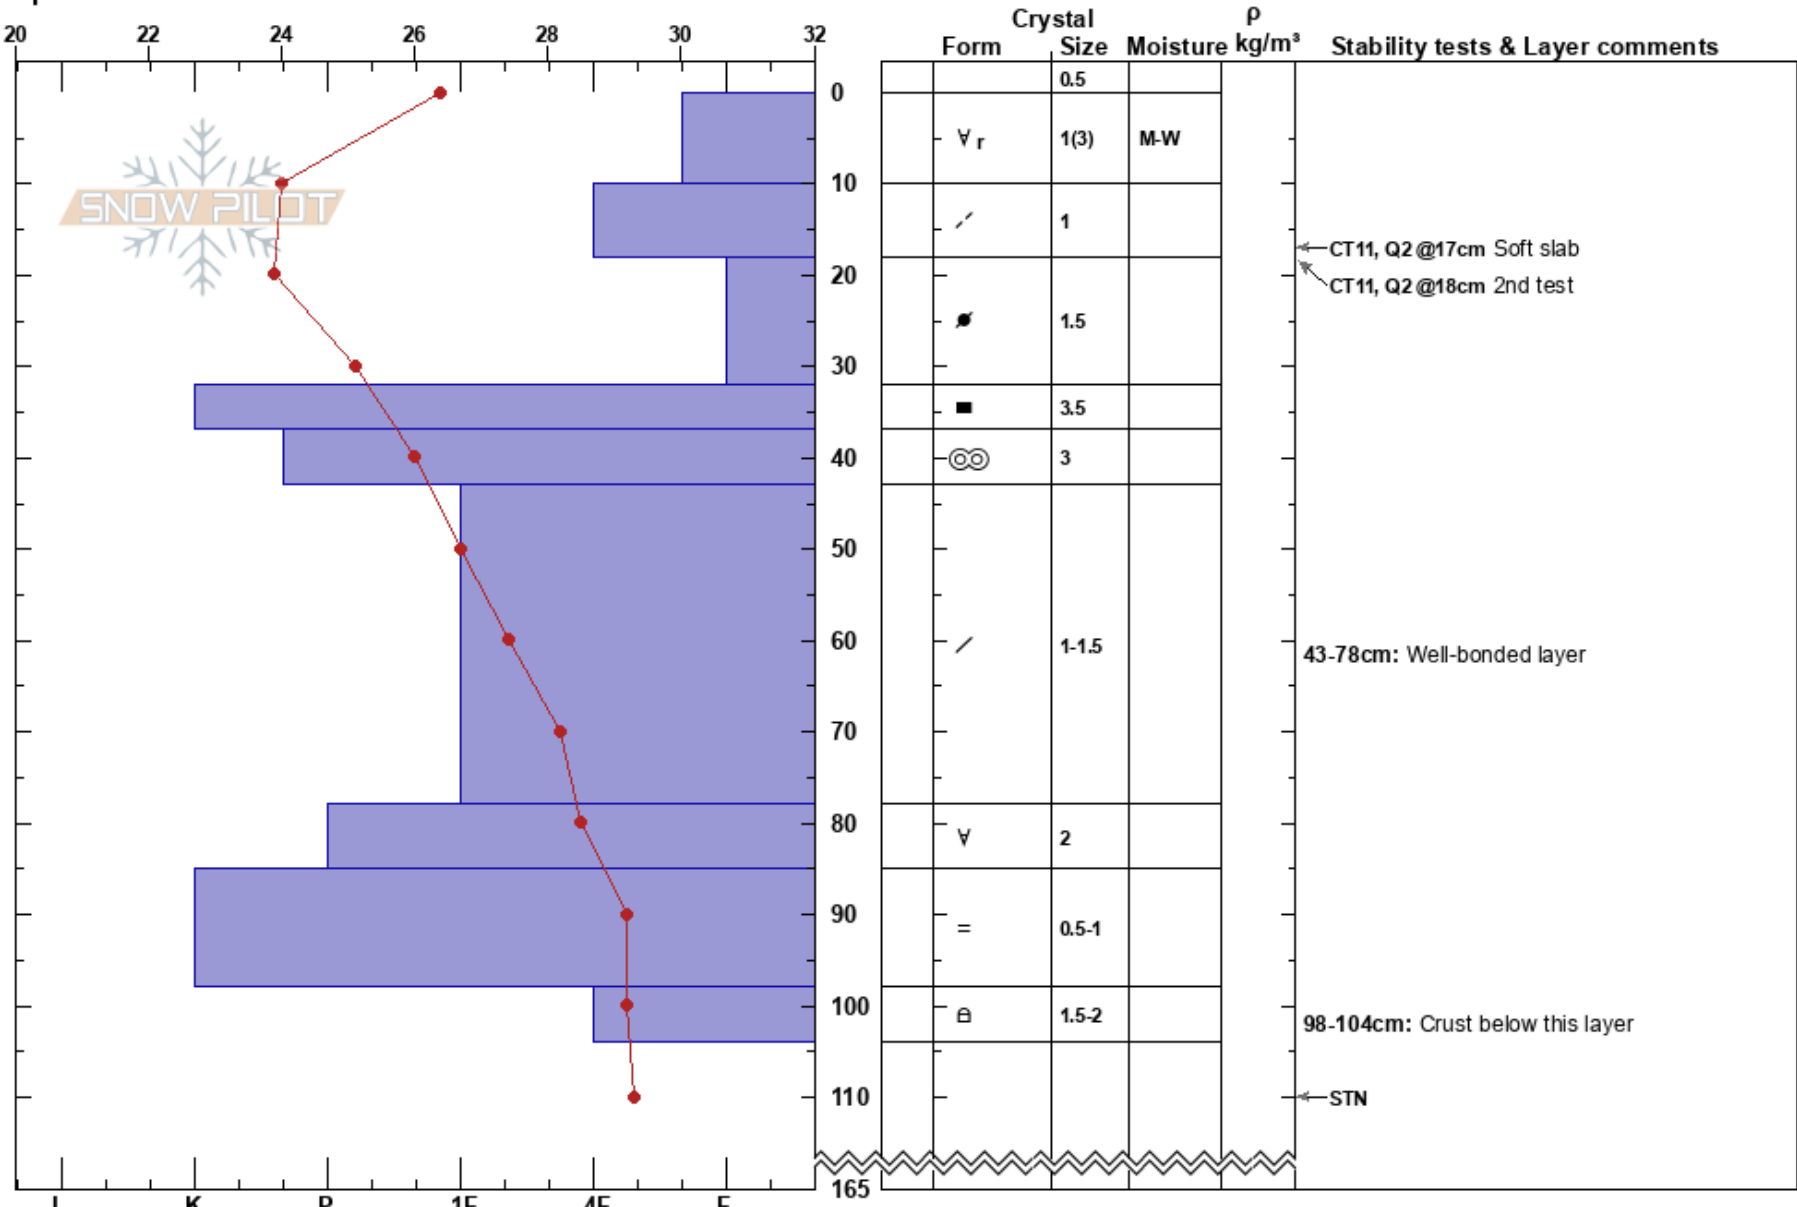 Crystal ρ
20 22 24 26 28 30 32 Form Size Moisture kg/m³ Stability tests & Layer comments
0.5
0
r 1(3) M-W
10
SNOW PILOT
1
CT11, Q2 @17cm Soft slab
20
CT11, Q2 @18cm 2nd test
1.5
30
3.5
40 3
50
60 1-1.5
43-78cm: Well-bonded layer
70
80 2
90
= 0.5-1
100 1.5-2
98-104cm: Crust below this layer
110 STN
165
I K P 1F 4F F